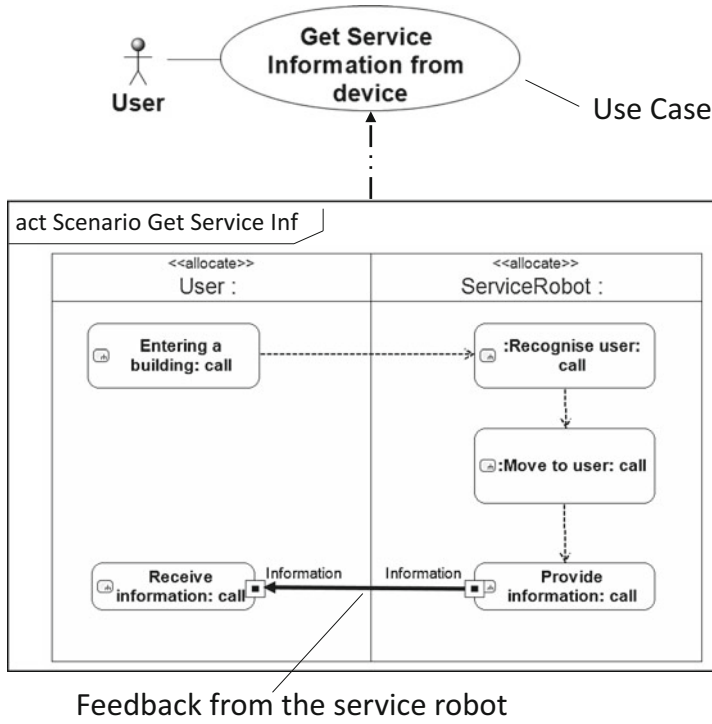 Get Service
Information from
device
User
Use Case
act Scenario Get Service Inf
<<allocate>>
User :
<<allocate>>
ServiceRobot :
Entering a
building: call
:Recognise user:
call
:Move to user: call
Receive
information: call
Information
Information
Provide
information: call
Feedback from the service robot